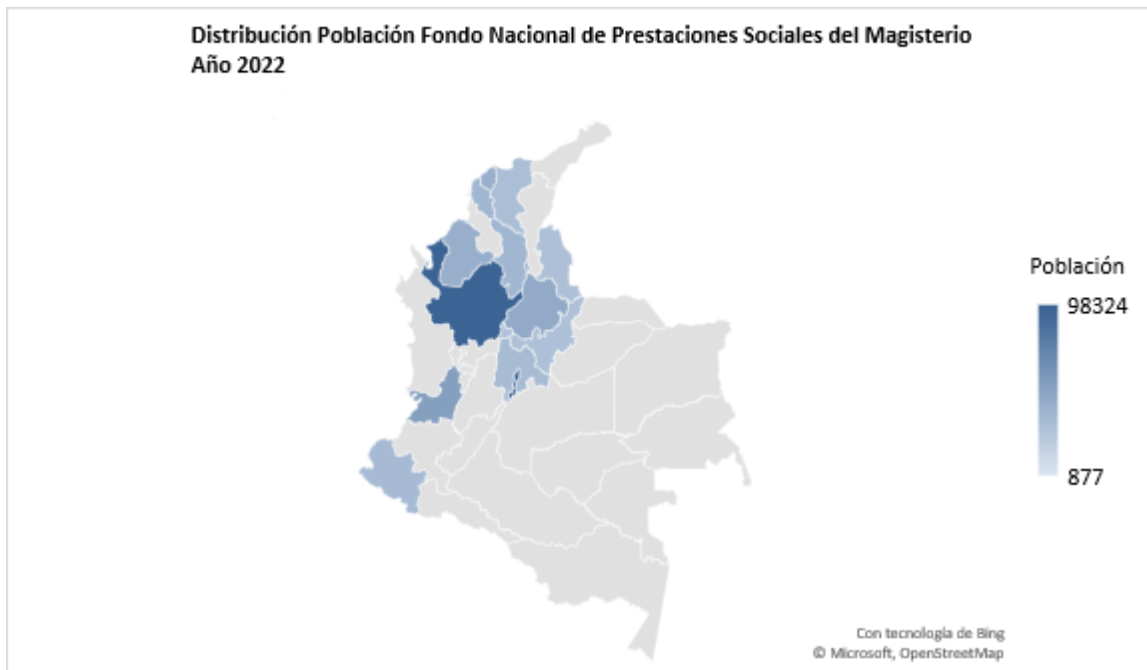 Distribución Población Fondo Nacional de Prestaciones Sociales del Magisterio
Año 2022
Población
98324
877
Con tecnología de Bing
© Microsoft, OpenStreetMap